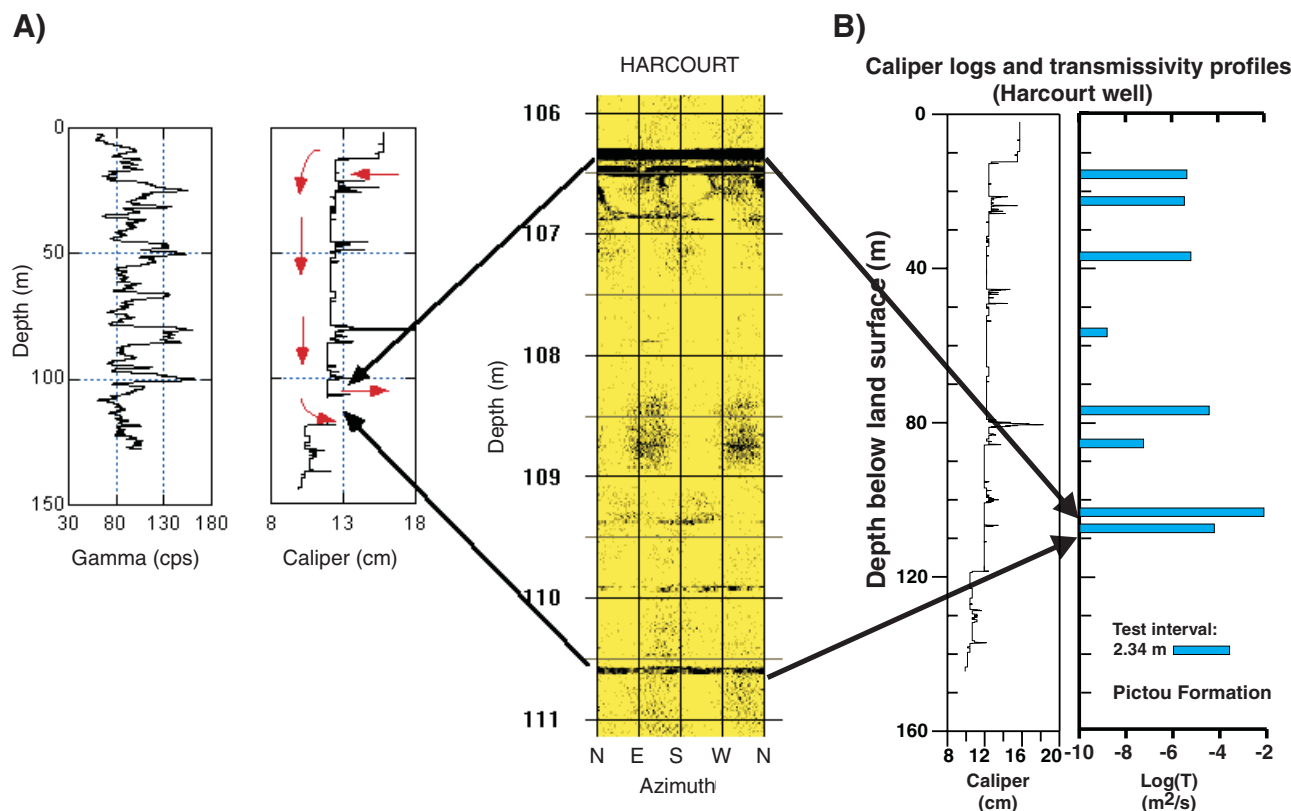 A)
B)
HARCOURT
Caliper logs and transmissivity profiles
(Harcourt well)
0
50
100
150
Depth (m)
30 80 130 180
Gamma (cps)
8 13 18
Caliper (cm)
106
107
108
109
110
111
Depth (m)
N E S W N
Azimuth
0
40
80
120
160
Depth below land surface (m)
8 12 16 20
Caliper
(cm)
Test interval:
2.34 m
Pictou Formation
-10 -8 -6 -4 -2
Log(T)
(m²/s)